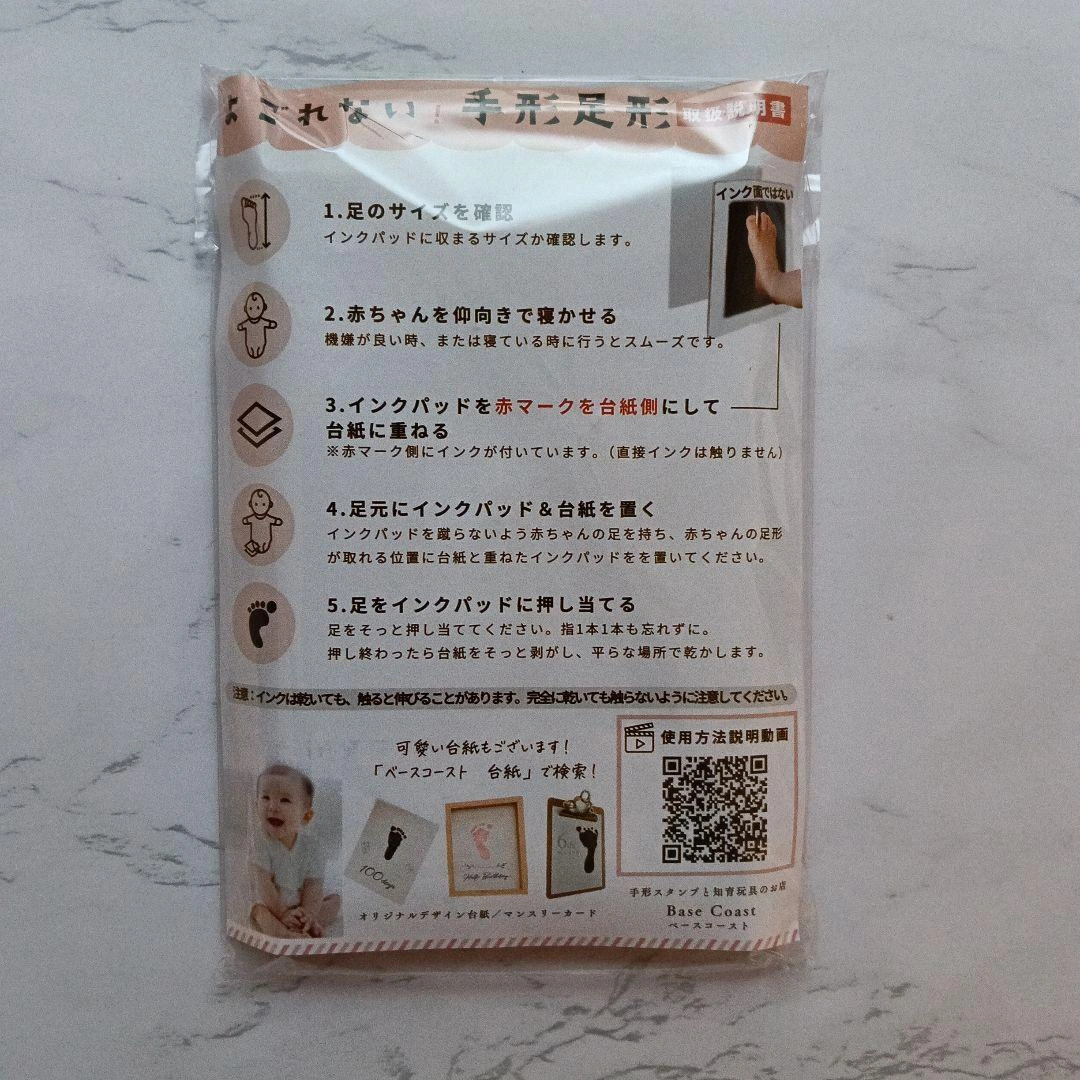 よごれない 手形足形 取扱説明書
インク面ではない
1.足のサイズを確認
インクパッドに収まるサイズか確認します。
2.赤ちゃんを仰向きで寝かせる
機嫌が良い時、または寝ている時に行うとスムーズです。
3.インクパッドを赤マークを台紙側にして
台紙に重ねる
※赤マーク側にインクが付いています。(直接インクは触りません)
4.足元にインクパッド＆台紙を置く
インクパッドを蹴らないよう赤ちゃんの足を持ち、赤ちゃんの足形
が取れる位置に台紙と重ねたインクパッドをを置いてください。
5.足をインクパッドに押し当てる
足をそっと押し当ててください。指1本1本も忘れずに。
押し終わったら台紙をそっと剥がし、平らな場所で乾かします。
注意：インクは乾いても、触ると伸びることがあります。完全に乾いても触らないように注意してください。
可愛い台紙もございます！
「ベースコースト 台紙」で検索！
100days
Half Birthday
オリジナルデザイン台紙／マンスリーカード
使用方法説明動画
手形スタンプと知育玩具のお店
Base Coast
ベースコースト